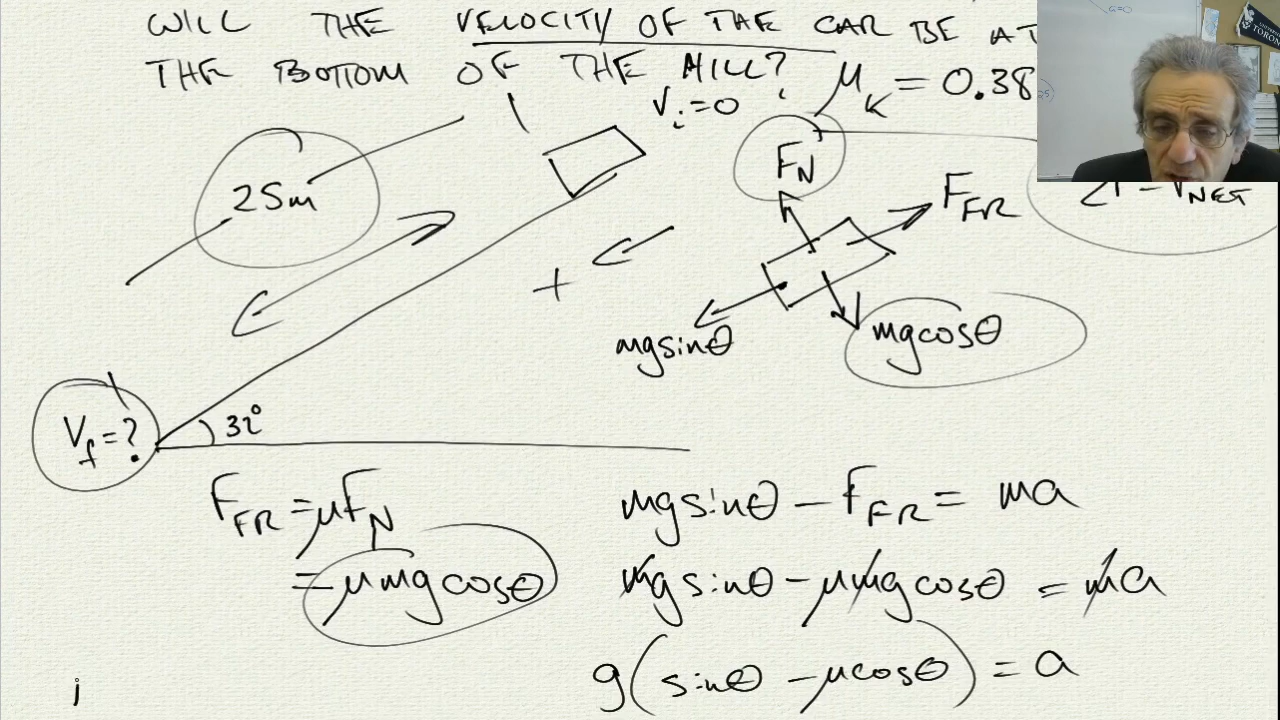 WILL THE VELOCITY OF THE CAR BE AT
THE BOTTOM OF THE HILL? μK = 0.38
Vi=0
25m
FN
FFR
mgsinθ
mgcosθ
+
Vf=?
32°
FFR = μFN
= μmgcosθ
mgsinθ - FFR = ma
mgsinθ - μmgcosθ = ma
g(sinθ - μcosθ) = a
TORON